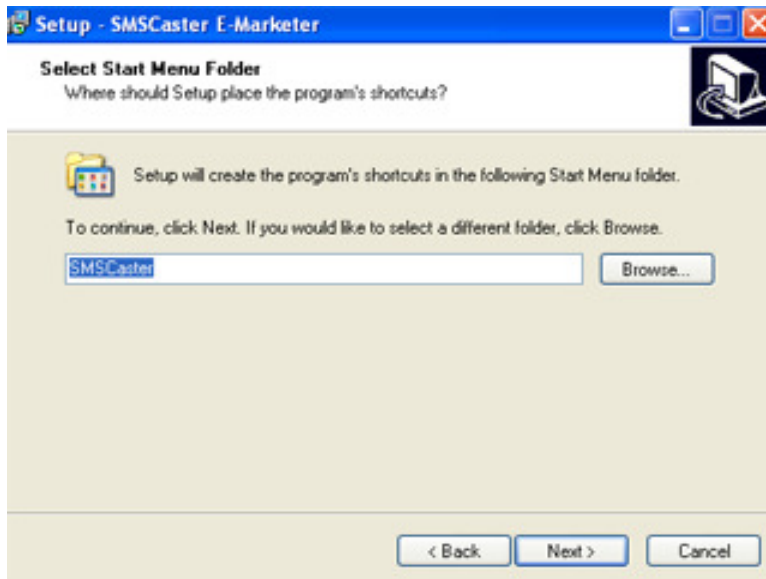 Setup - SMSCaster E-Marketer
Select Start Menu Folder
Where should Setup place the program's shortcuts?
Setup will create the program's shortcuts in the following Start Menu folder.
To continue, click Next. If you would like to select a different folder, click Browse.
SMSCaster
Browse...
< Back
Next >
Cancel